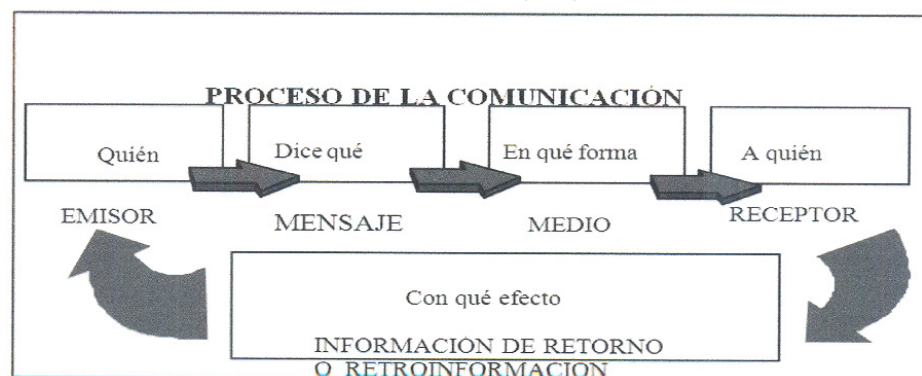 PROCESO DE LA COMUNICACIÓN
Quién
Dice qué
En qué forma
A quién
EMISOR
MENSAJE
MEDIO
RECEPTOR
Con qué efecto
INFORMACIÓN DE RETORNO
O RETROINFORMACION